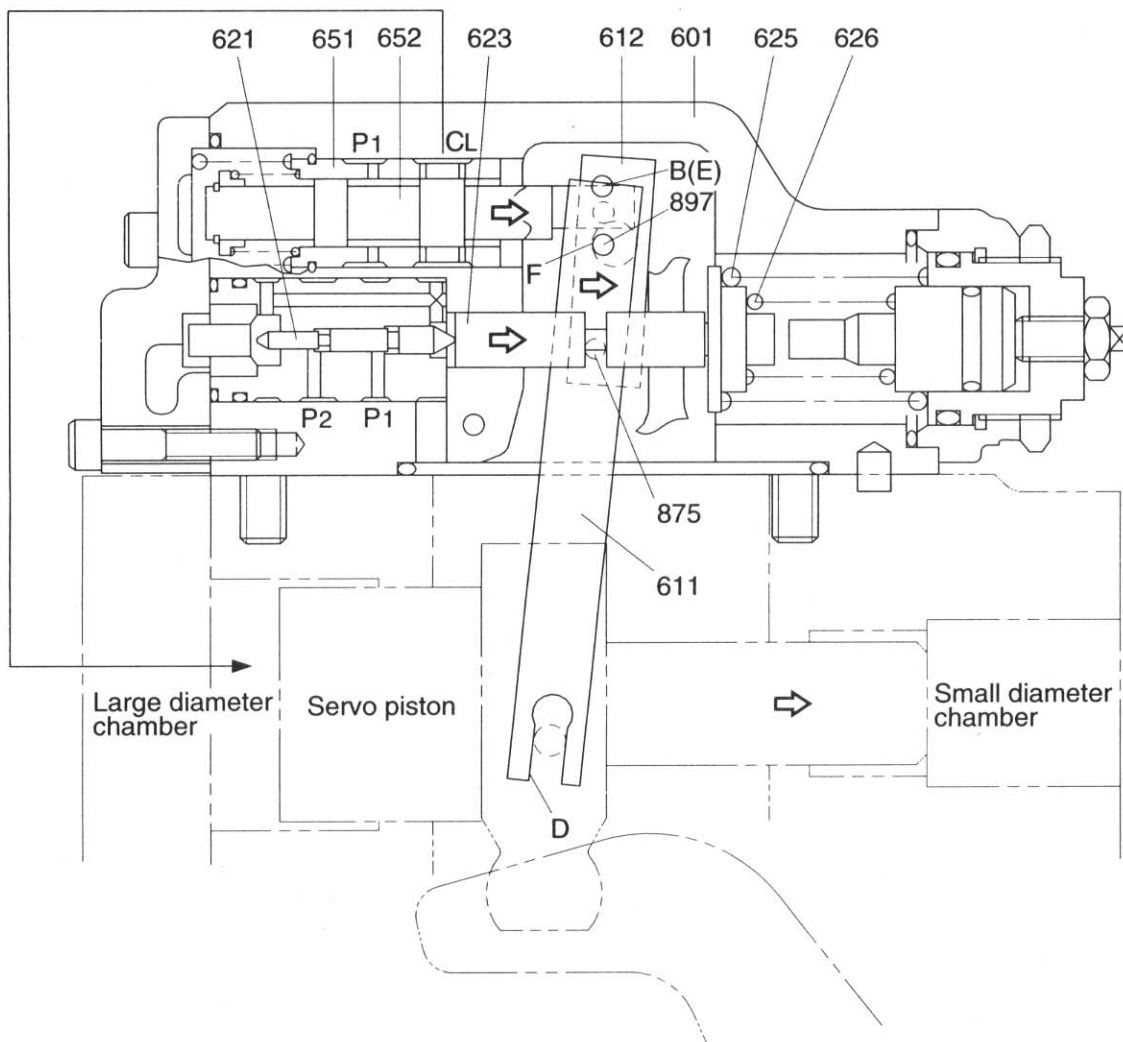 621 651 652 623 612 601 625 626
P1 CL
B(E)
897
F
P2 P1
875
611
Large diameter
chamber
Servo piston
Small diameter
chamber
D